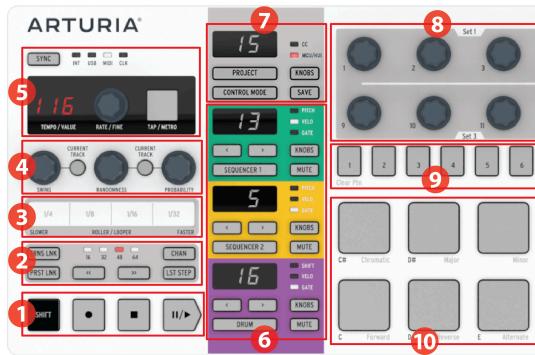 ARTURIA
SYNC
INT USB MIDI CLK
5
116
TEMPO / VALUE RATE / FINE TAP / METRO
4
CURRENT TRACK CURRENT TRACK
SWING RANDOMNESS PROBABILITY
3
1/4 1/8 1/16 1/32
SLOWER ROLLER / LOOPER FASTER
2
LNK CHAN
16 32 48 64
PRST LNK << >> LST STEP
1
SHIFT
7
15
CC
MCU/HUI
PROJECT KNOBS
CONTROL MODE SAVE
13
PITCH
VELO
GATE
< > KNOBS
SEQUENCER 1 MUTE
5
PITCH
VELO
GATE
< > KNOBS
SEQUENCER 2 MUTE
16
SHIFT
VELO
GATE
< > KNOBS
DRUM MUTE
6
8
Set 1
1 2 3
9 10 11
Set 3
1 2 3 4 5 6
Clear Ptn
9
C# Chromatic D# Major Minor
C Forward E Alternate
10